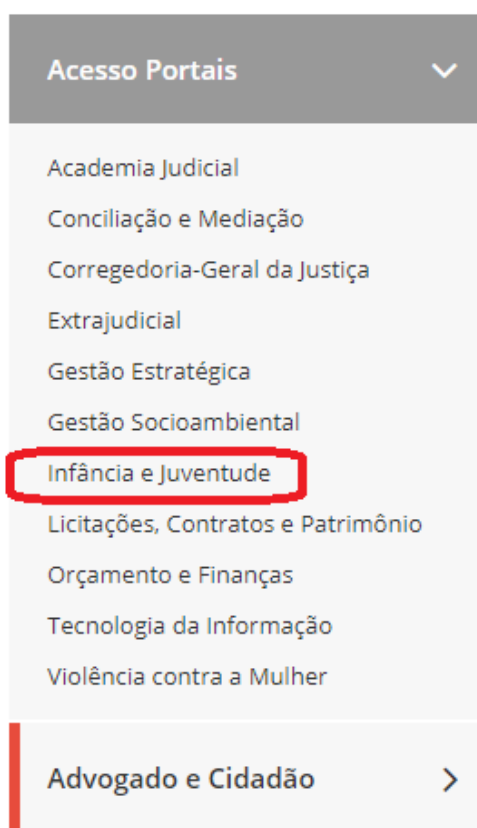 Acesso Portais
Academia Judicial
Conciliação e Mediação
Corregedoria-Geral da Justiça
Extrajudicial
Gestão Estratégica
Gestão Socioambiental
Infância e Juventude
Licitações, Contratos e Patrimônio
Orçamento e Finanças
Tecnologia da Informação
Violência contra a Mulher
Advogado e Cidadão